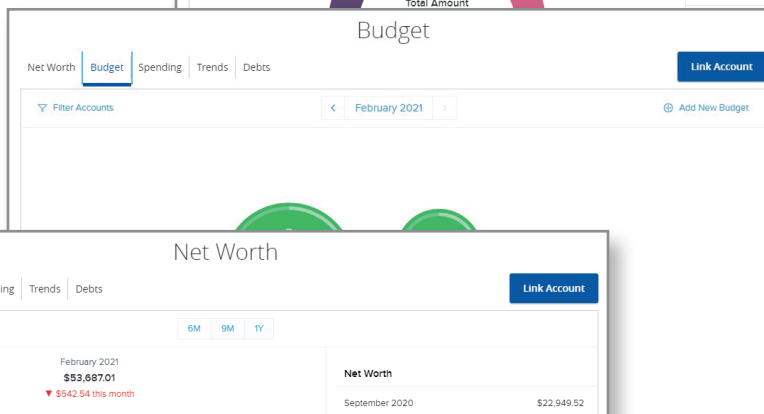 Total Amount
Budget
Net Worth Budget Spending Trends Debts Link Account
Filter Accounts < February 2021 > Add New Budget
Net Worth
ing Trends Debts Link Account
6M 9M 1Y
February 2021
$53,687.01
▼ $542.54 this month
Net Worth
September 2020 $22,949.52